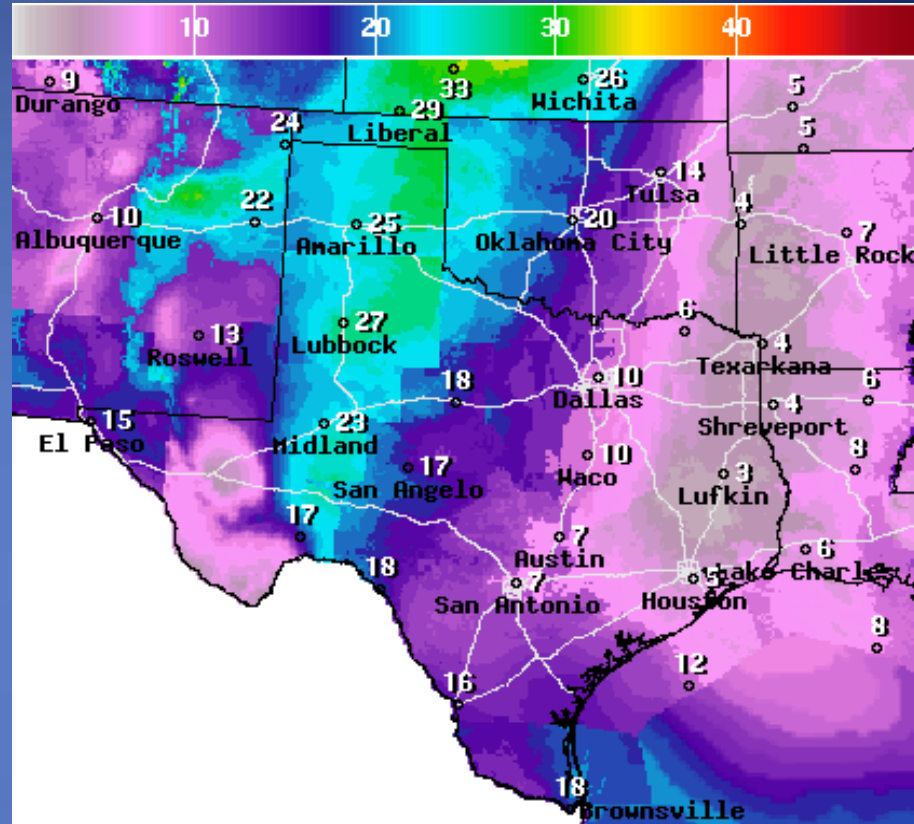 10 20 30 40
9
Durango
33
26
Wichita
29
Liberal
5
24
5
14
Tulsa
10
Albuquerque
22
25
Amarillo
20
Oklahoma City
4
7
Little Rock
13
Roswell
27
Lubbock
6
4
Texarkana
18
10
Dallas
4
Shreveport
6
15
El Paso
23
Midland
17
San Angelo
10
Waco
3
Lufkin
8
17
7
Austin
6
Lake Charles
18
7
San Antonio
5
Houston
8
16
12
18
Brownsville